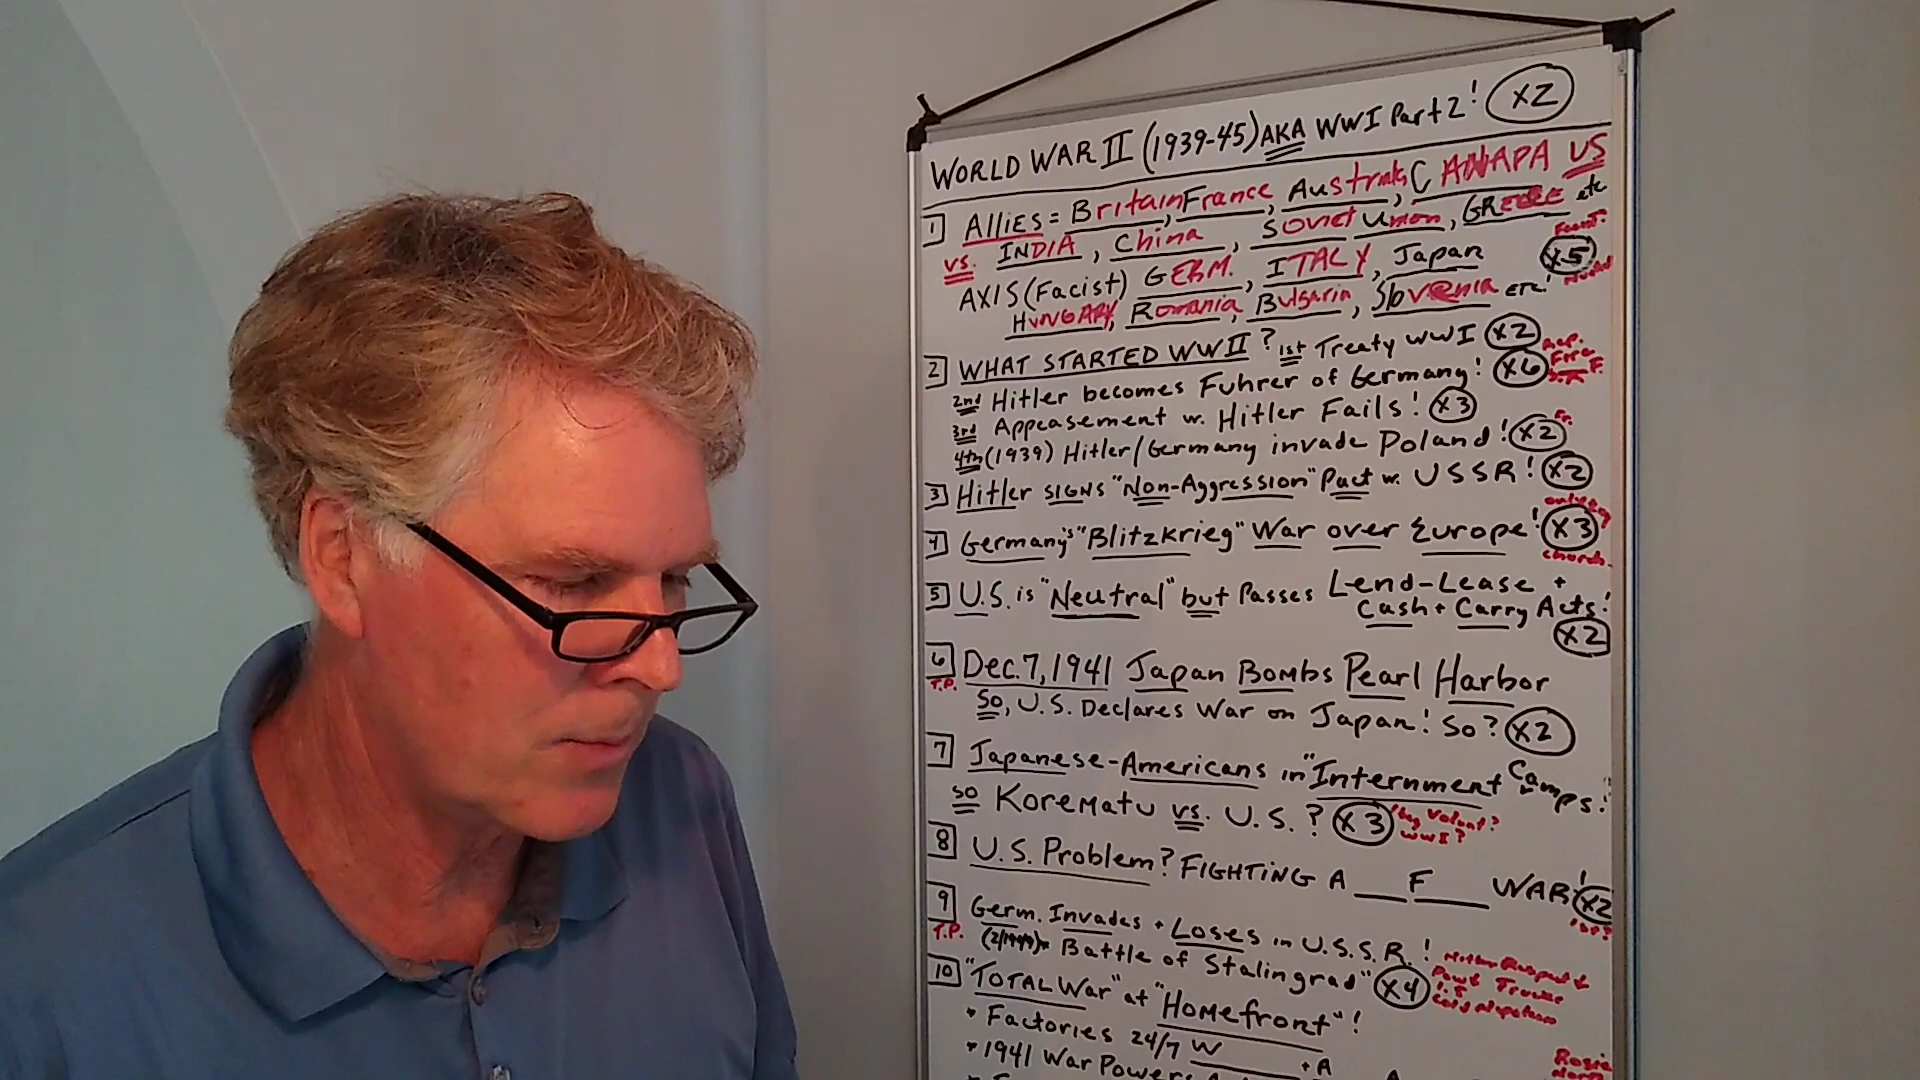 WORLD WAR II (1939-45) AKA WWI Part 2! X2
1 Allies = Britain, France, Australia, CANADA US
INDIA, China, Soviet Union, GREECE etc
vs.
AXIS (Facist) GERM., ITALY, Japan X5
HUNGARY, Romania, Bulgaria, Slovenia ETC!
2 WHAT STARTED WWII? 1st Treaty WWI X2
2nd Hitler becomes Fuhrer of Germany! X6
3rd Appeasement w. Hitler Fails! X3
4th (1939) Hitler/Germany invade Poland! X2
3 Hitler SIGNS "Non-Aggression" Pact w. USSR! X2
4 Germany's "Blitzkrieg" War over Europe! X3
5 U.S. is "Neutral" but Passes Lend-Lease +
Cash + Carry Acts!
X2
6 Dec. 7, 1941 Japan Bombs Pearl Harbor
T.P.
So, U.S. Declares War on Japan! So? X2
7 Japanese-Americans in "Internment Camps!
so Korematu vs. U.S.? X3
WWI?
8 U.S. Problem? FIGHTING A __ F __ WAR! X2
9 Germ. Invades + Loses in U.S.S.R.!
T.P.
Battle of Stalingrad" X4
10 "TOTAL War" at "Homefront"!
* Factories 24/7 W + A
* 1941 War Powers